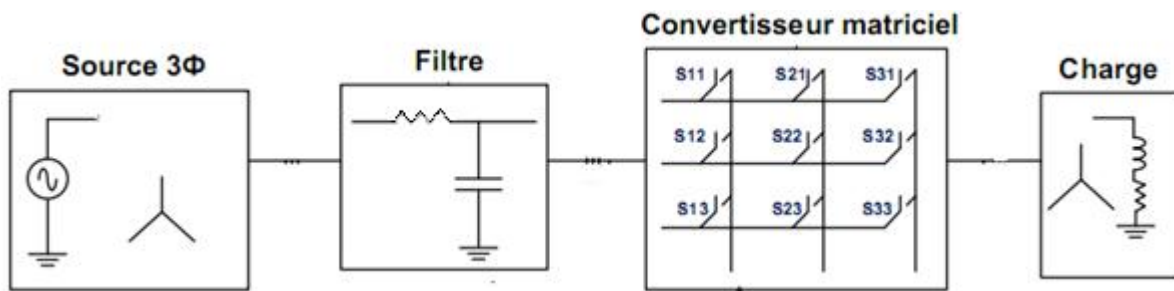 Convertisseur matriciel
Source 3Φ
Filtre
Charge
S11 S21 S31
S12 S22 S32
S13 S23 S33